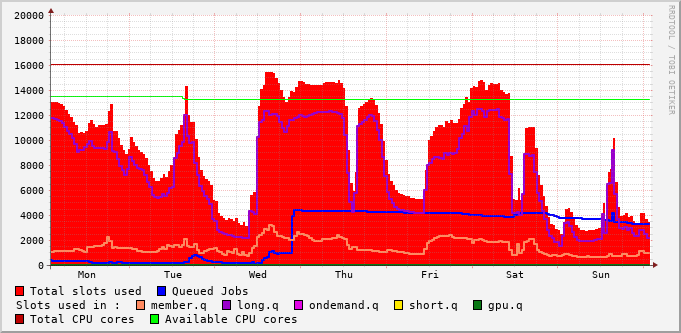 20000
18000
16000
14000
12000
10000
8000
6000
4000
2000
0
Mon Tue Wed Thu Fri Sat Sun
RRDTOOL / TOBI OETIKER
Total slots used Queued Jobs
Slots used in : member.q long.q ondemand.q short.q gpu.q
Total CPU cores Available CPU cores